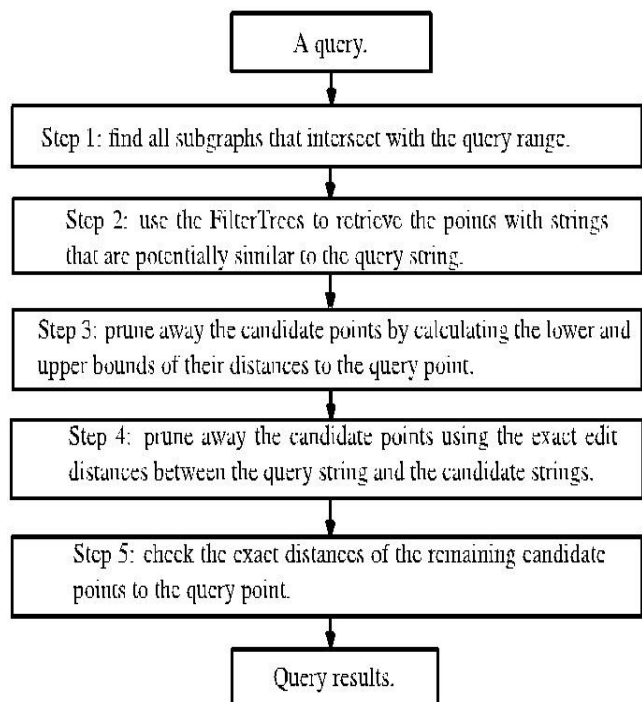 A query.
Step 1: find all subgraphs that intersect with the query range.
Step 2: use the FilterTrees to retrieve the points with strings
that are potentially similar to the query string.
Step 3: prune away the candidate points by calculating the lower and
upper bounds of their distances to the query point.
Step 4: prune away the candidate points using the exact edit
distances between the query string and the candidate strings.
Step 5: check the exact distances of the remaining candidate
points to the query point.
Query results.